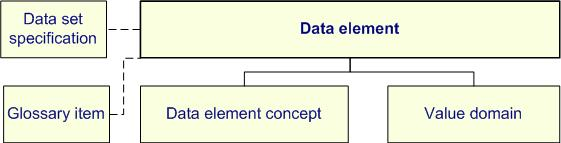 Data set
specification
Data element
Glossary item
Data element concept
Value domain